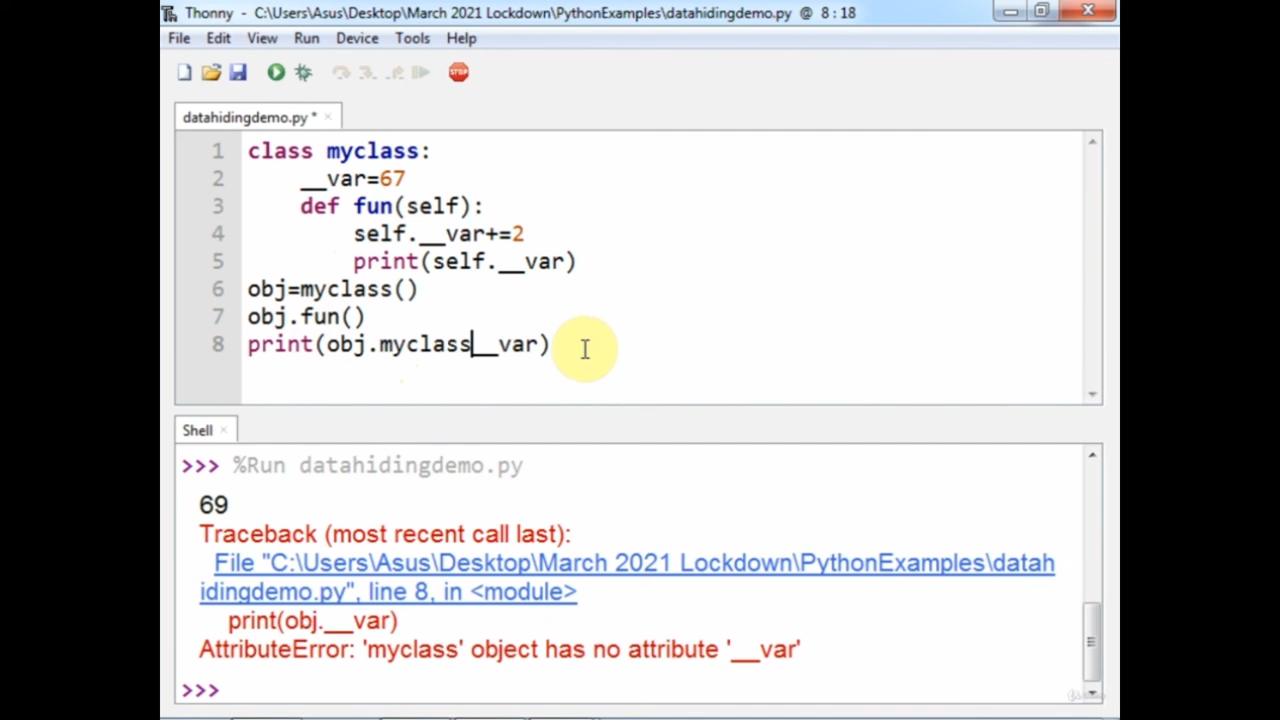 Thonny - C:\Users\Asus\Desktop\March 2021 Lockdown\PythonExamples\datahidingdemo.py @ 8 : 18
File Edit View Run Device Tools Help
STOP
datahidingdemo.py * ×
1 class myclass:
2     __var=67
3     def fun(self):
4         self.__var+=2
5         print(self.__var)
6 obj=myclass()
7 obj.fun()
8 print(obj.myclass__var)
Shell ×
>>> %Run datahidingdemo.py
69
Traceback (most recent call last):
File "C:\Users\Asus\Desktop\March 2021 Lockdown\PythonExamples\datah
idingdemo.py", line 8, in <module>
print(obj.__var)
AttributeError: 'myclass' object has no attribute '__var'
>>>